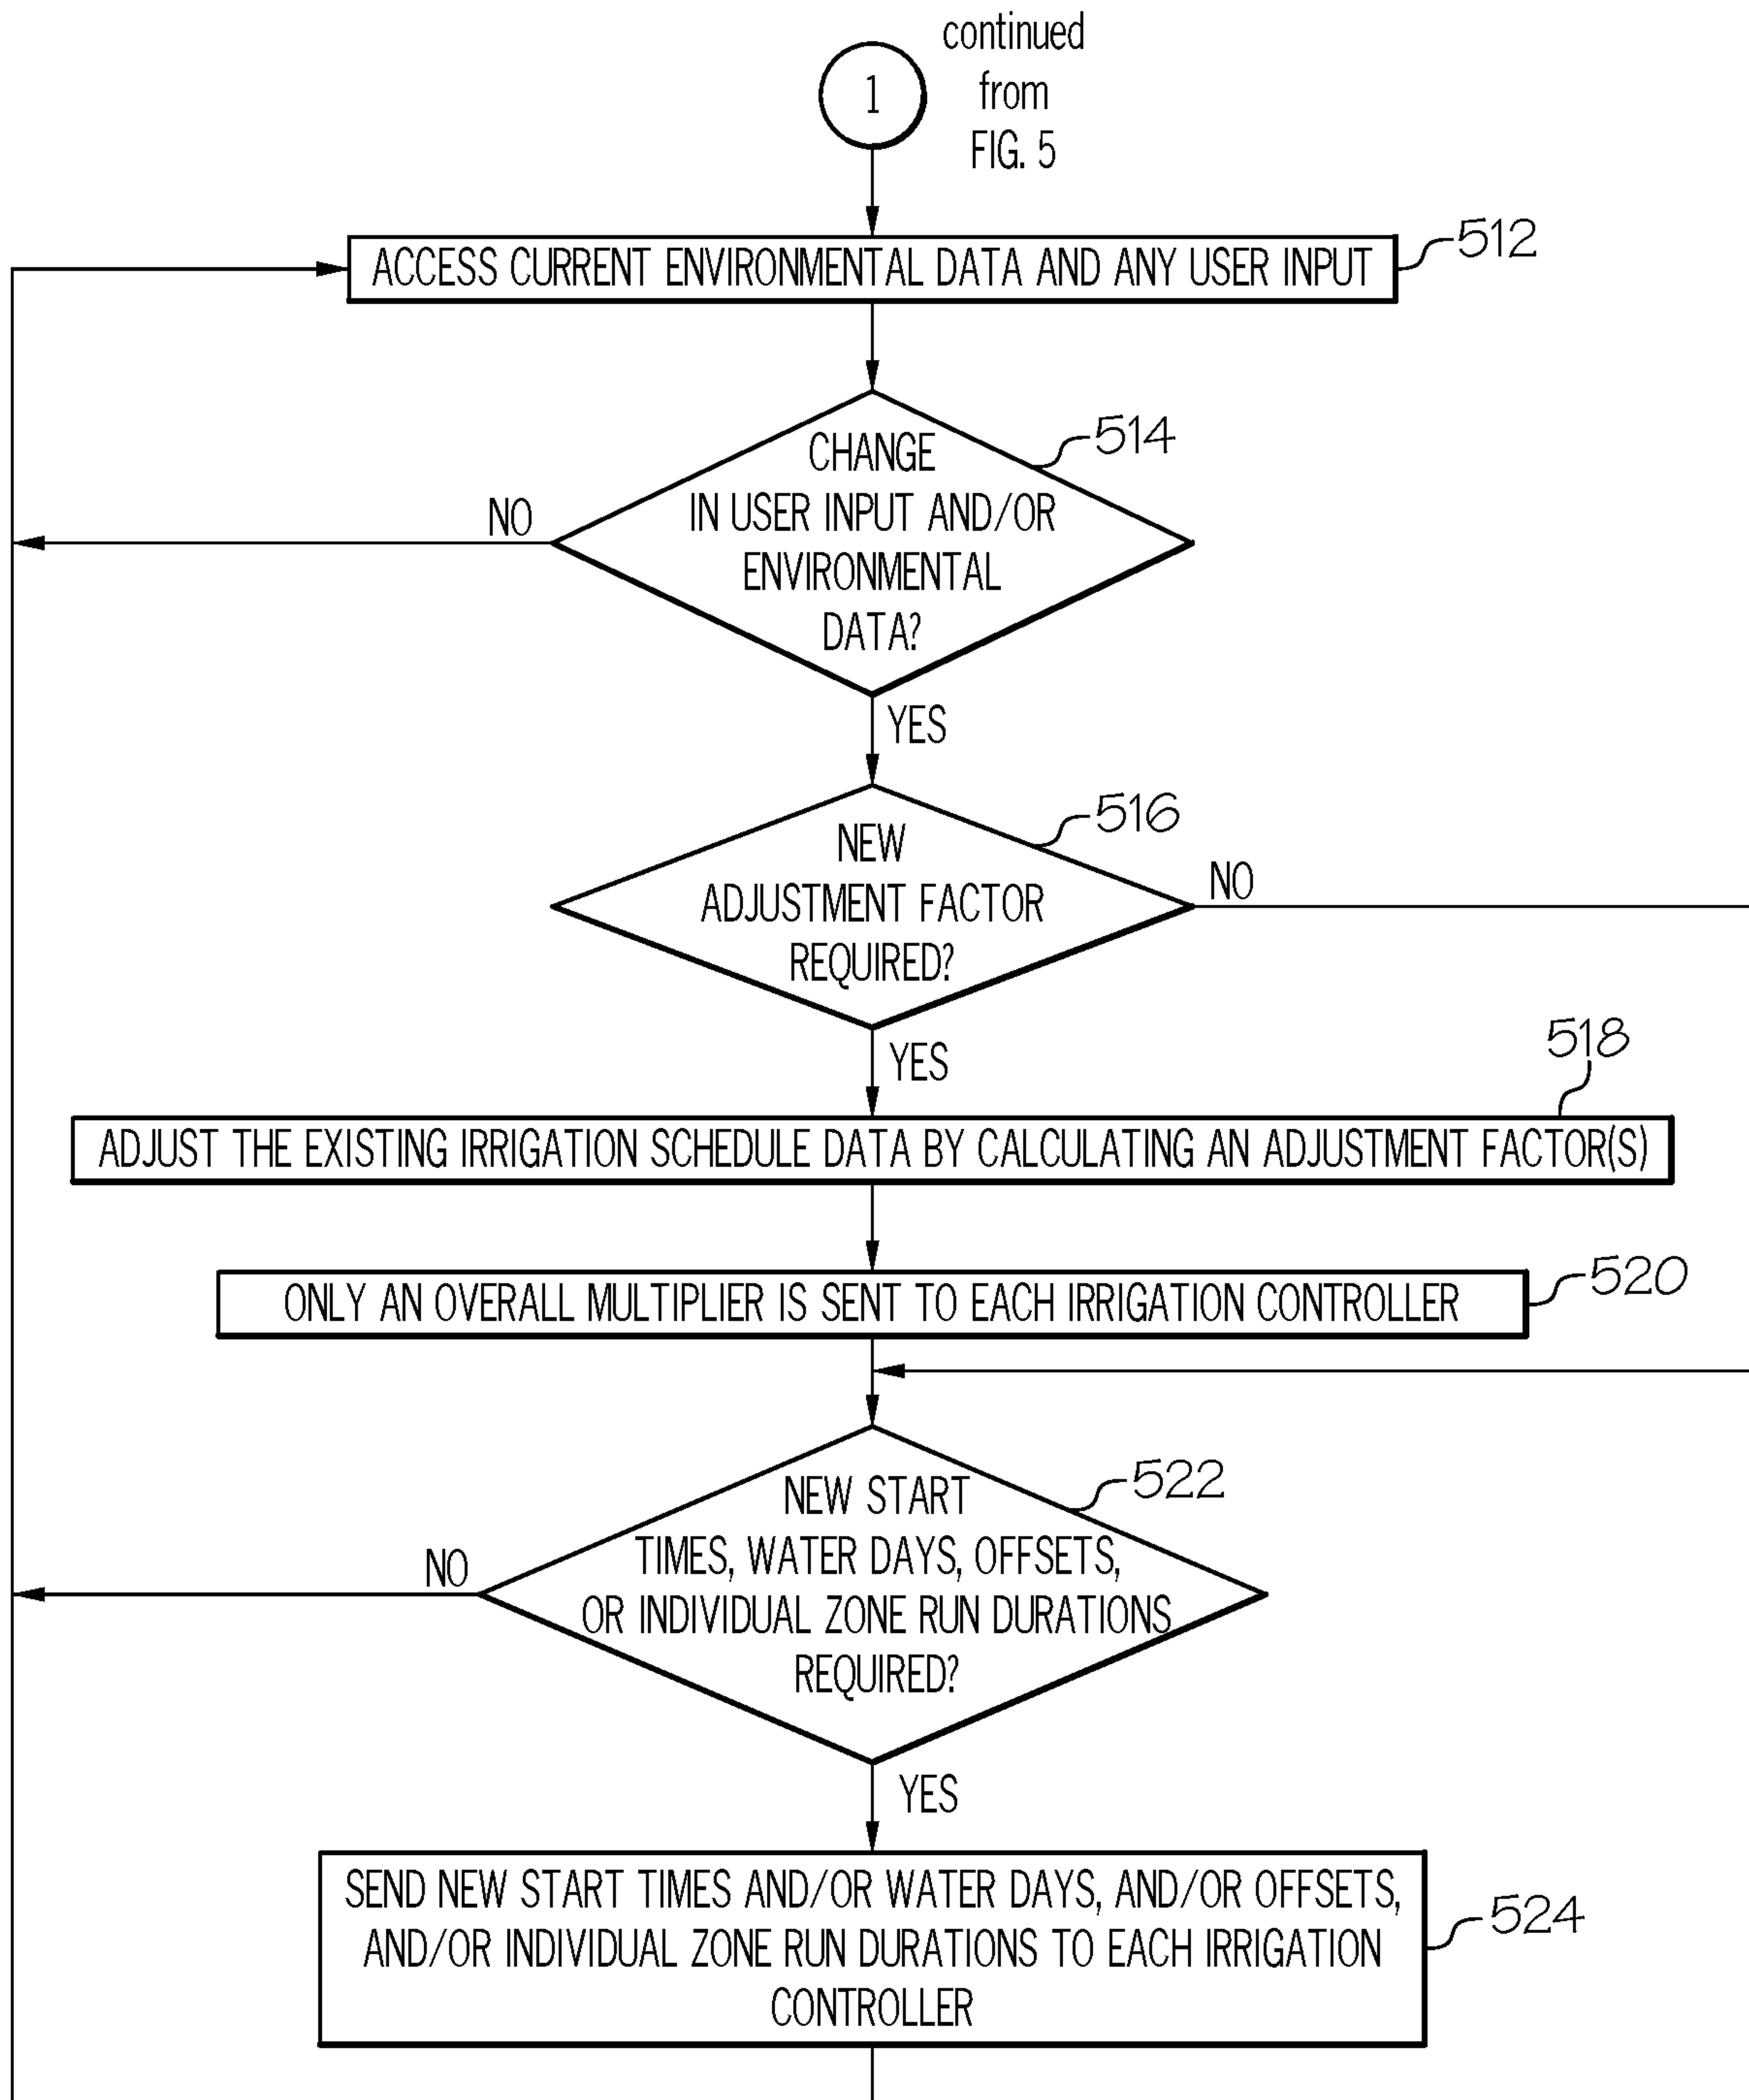 1
continued
from
FIG. 5
ACCESS CURRENT ENVIRONMENTAL DATA AND ANY USER INPUT
512
CHANGE
IN USER INPUT AND/OR
ENVIRONMENTAL
DATA?
514
NO
YES
NEW
ADJUSTMENT FACTOR
REQUIRED?
516
NO
YES
518
ADJUST THE EXISTING IRRIGATION SCHEDULE DATA BY CALCULATING AN ADJUSTMENT FACTOR(S)
ONLY AN OVERALL MULTIPLIER IS SENT TO EACH IRRIGATION CONTROLLER
520
NEW START
TIMES, WATER DAYS, OFFSETS,
OR INDIVIDUAL ZONE RUN DURATIONS
REQUIRED?
522
NO
YES
SEND NEW START TIMES AND/OR WATER DAYS, AND/OR OFFSETS,
AND/OR INDIVIDUAL ZONE RUN DURATIONS TO EACH IRRIGATION
CONTROLLER
524